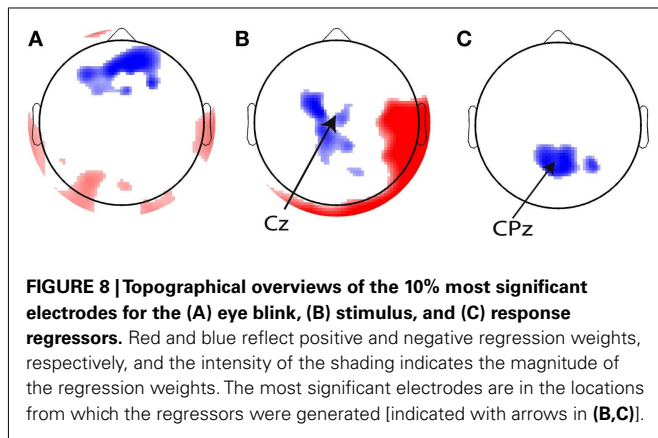 A B C
Cz
CPz
FIGURE 8 | Topographical overviews of the 10% most significant
electrodes for the (A) eye blink, (B) stimulus, and (C) response
regressors. Red and blue reflect positive and negative regression weights,
respectively, and the intensity of the shading indicates the magnitude of
the regression weights. The most significant electrodes are in the locations
from which the regressors were generated [indicated with arrows in (B,C)].